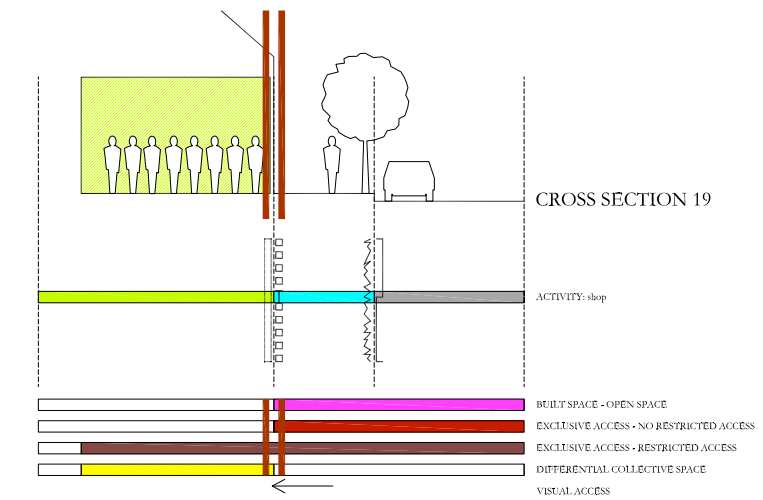 CROSS SECTION 19
ACTIVITY: shop
BUILT SPACE - OPEN SPACE
EXCLUSIVE ACCESS - NO RESTRICTED ACCESS
EXCLUSIVE ACCESS - RESTRICTED ACCESS
DIFFERENTIAL COLLECTIVE SPACE
VISUAL ACCESS